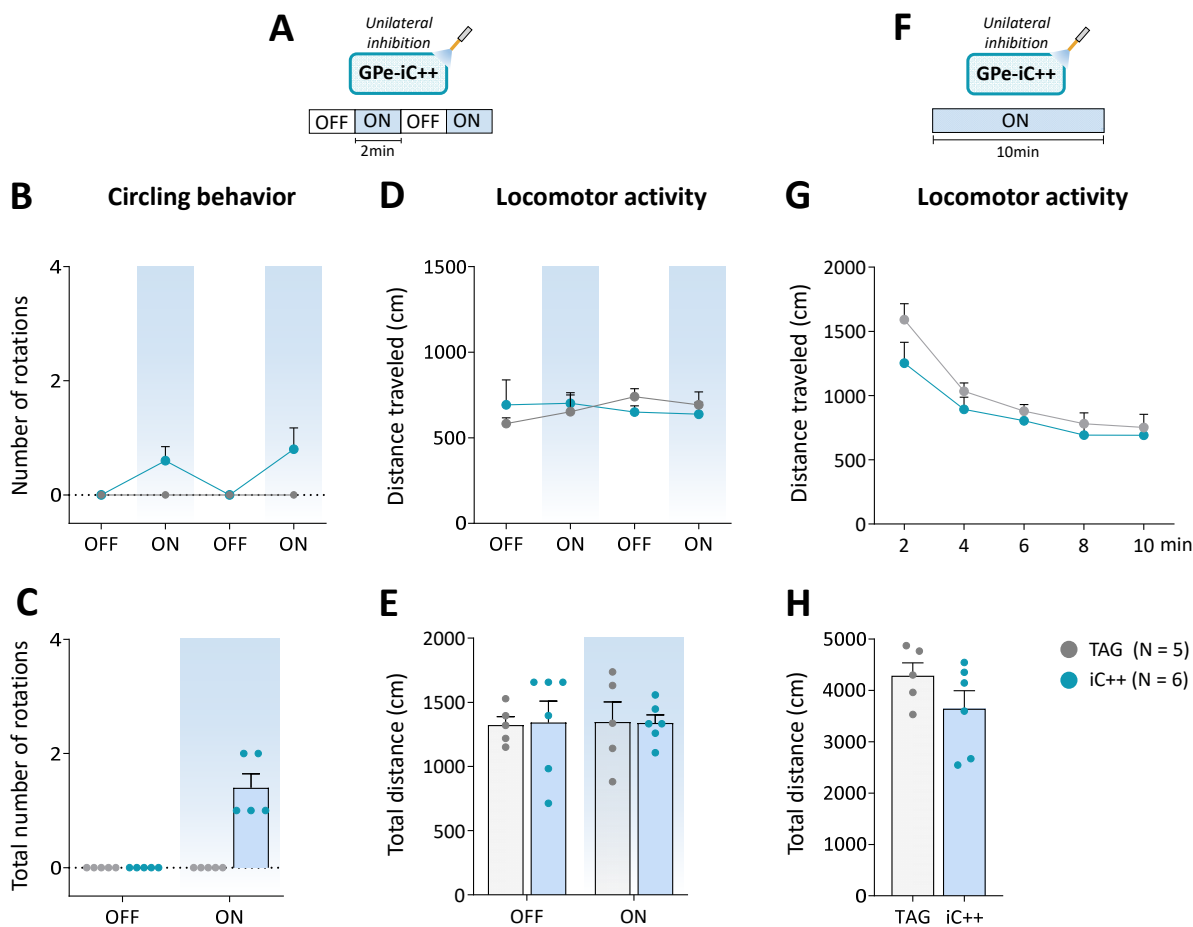 A
Unilateral
inhibition
GPe-iC++
OFF ON OFF ON
2min
F
Unilateral
inhibition
GPe-iC++
ON
10min
B
Circling behavior
Number of rotations
4
2
0
OFF ON OFF ON
D
Locomotor activity
Distance traveled (cm)
1500
1000
500
0
OFF ON OFF ON
G
Locomotor activity
Distance traveled (cm)
2000
1500
1000
500
0
2 4 6 8 10 min
C
Total number of rotations
4
2
0
OFF ON
E
Total distance (cm)
2000
1500
1000
500
0
OFF ON
H
Total distance (cm)
5000
4000
3000
2000
1000
0
TAG iC++
TAG (N = 5)
iC++ (N = 6)